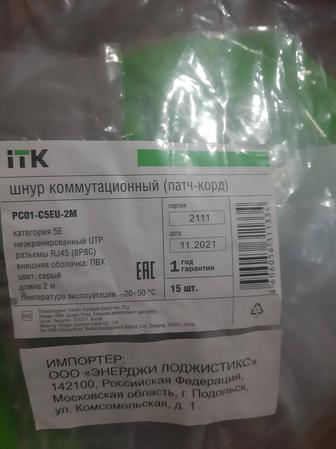 iTK
шнур коммутационный (патч-корд)
PC01-C5EU-2M
партия
2111
категория 5E
неэкранированный UTP
разъемы RJ45 (8P8C)
внешняя оболочка: ПВХ
цвет: серый
длина 2 м
Температура эксплуатации -20÷50 °C
дата
11.2021
EAC
1 год
гарантии
15 шт.
ИМПОРТЕР:
ООО «ЭНЕРДЖИ ЛОДЖИСТИКС»
142100, Российская Федерация,
Московская область, г. Подольск,
ул. Комсомольская, д. 1